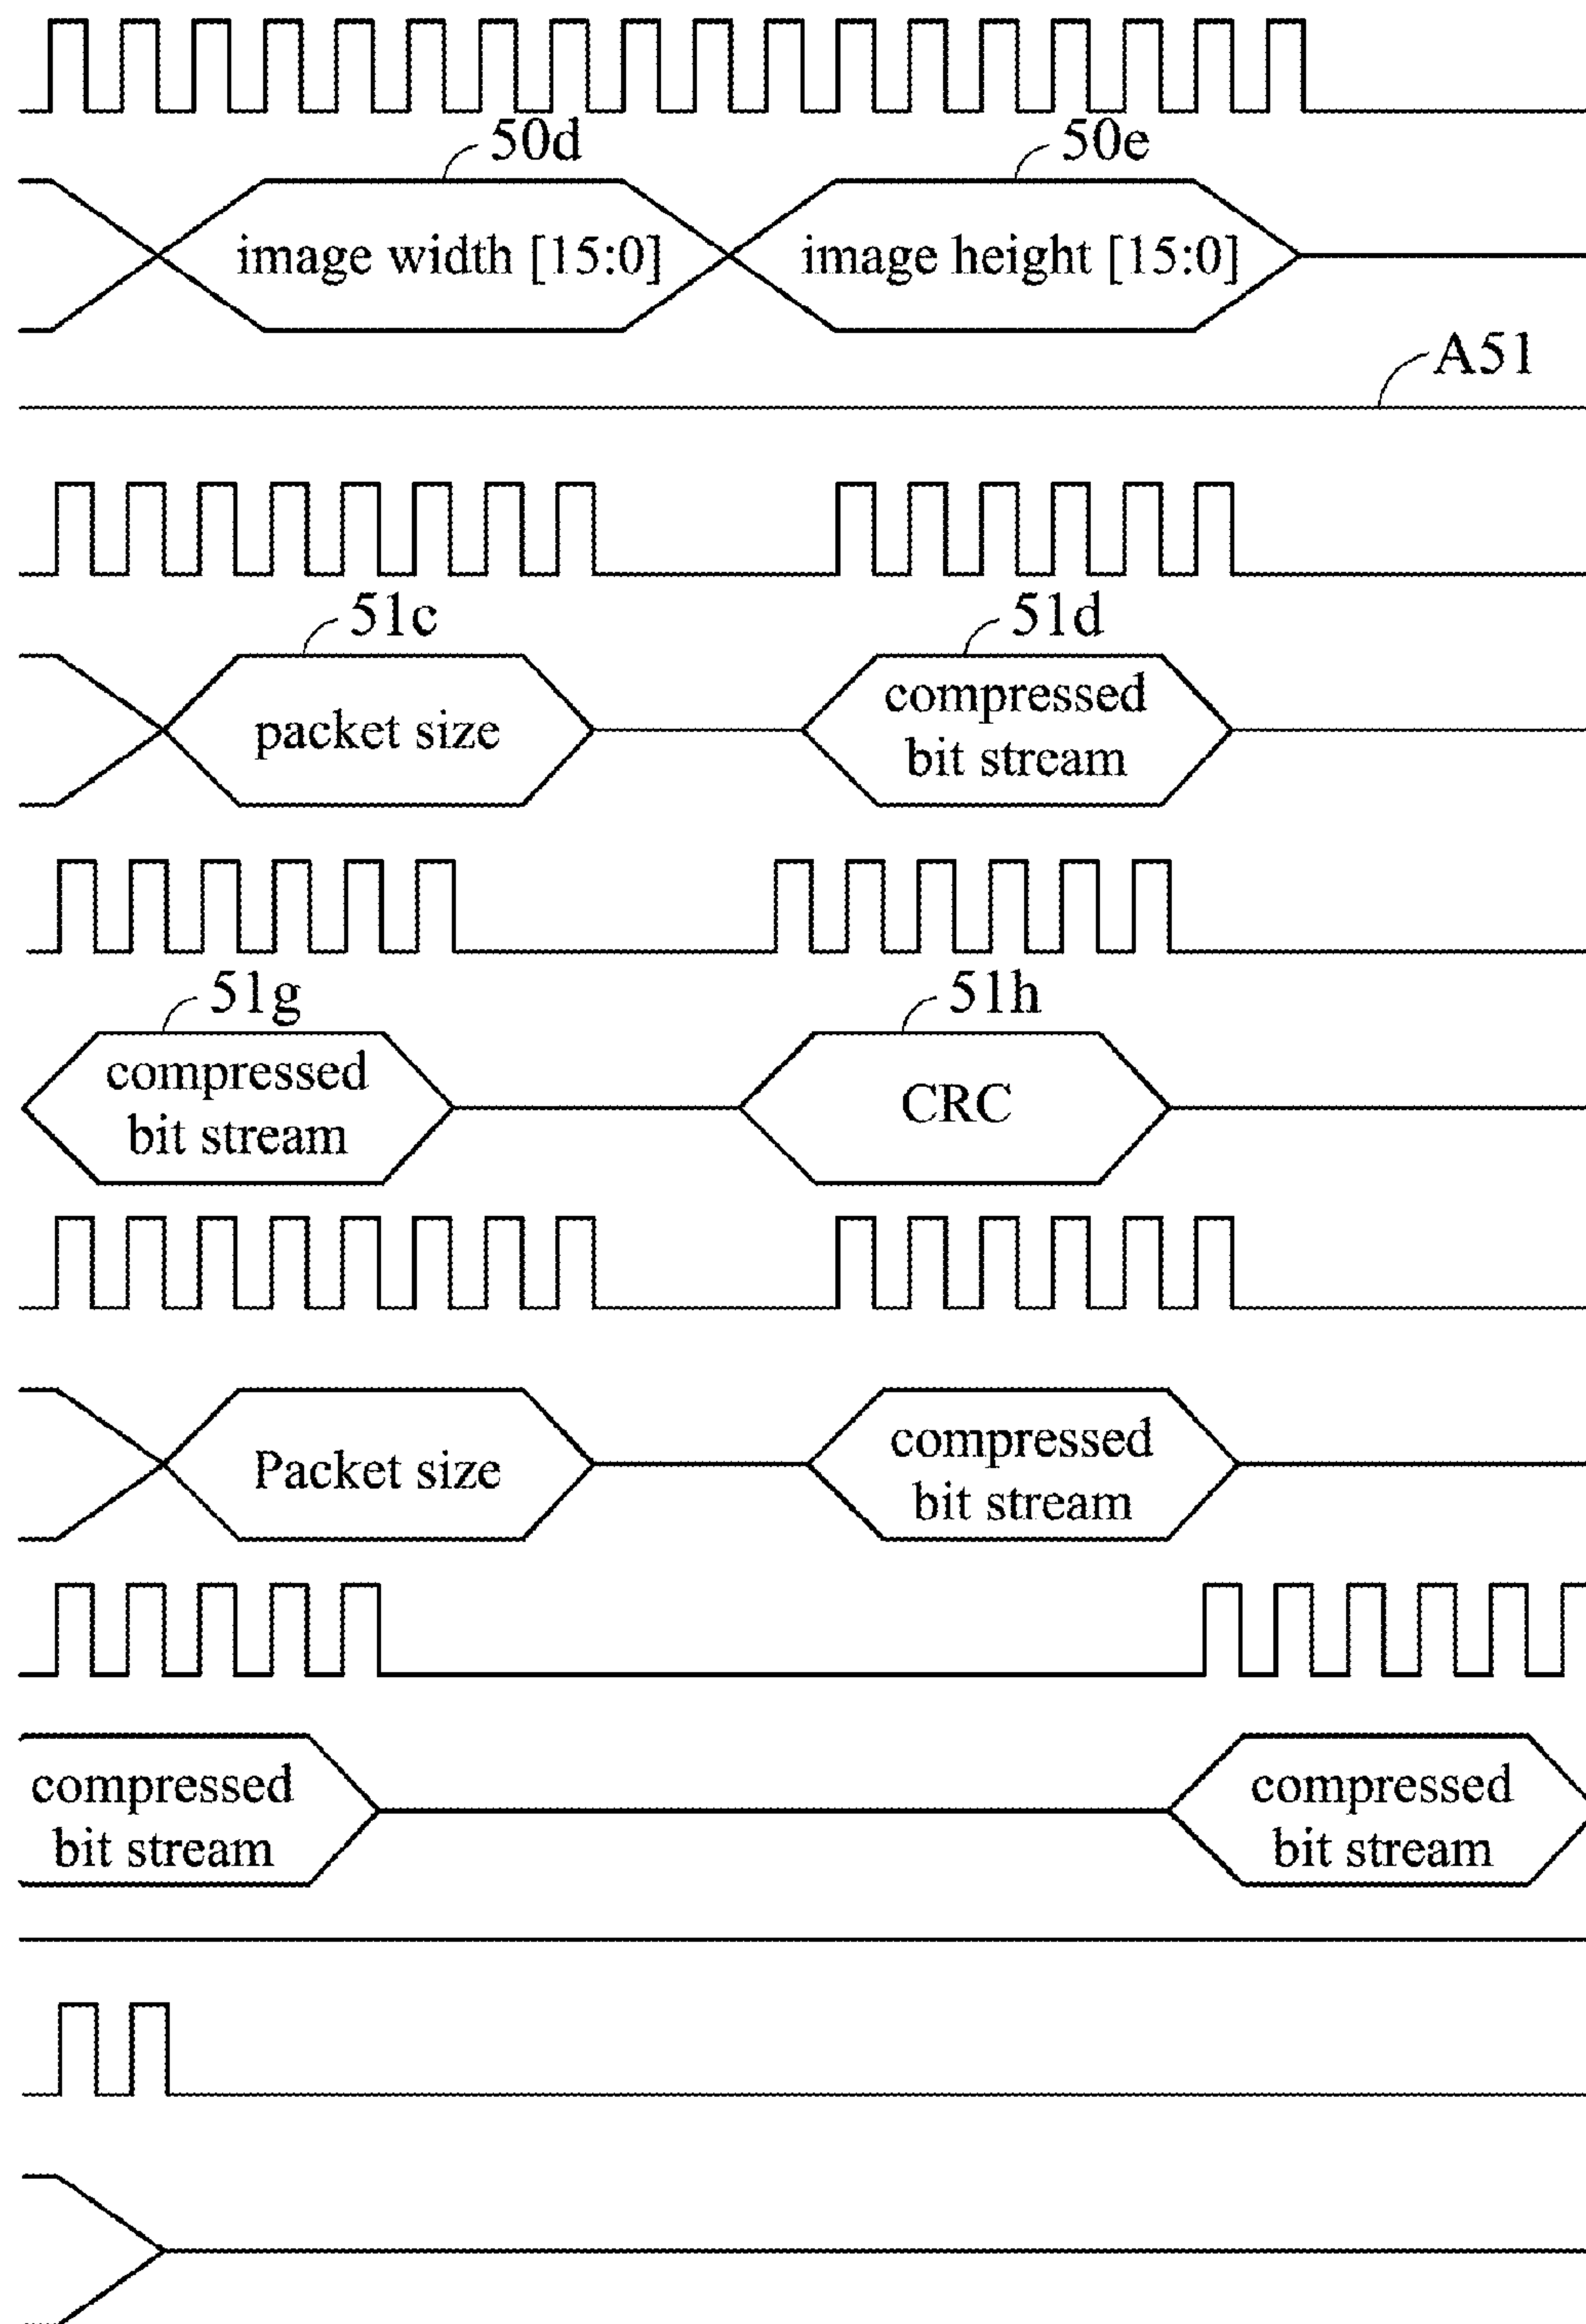 50d
50e
image width [15:0]
image height [15:0]
A51
51c
51d
packet size
compressed
bit stream
51g
51h
compressed
bit stream
CRC
Packet size
compressed
bit stream
compressed
bit stream
compressed
bit stream